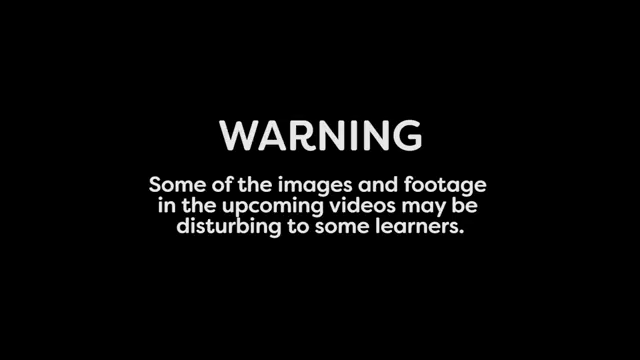 WARNING
Some of the images and footage
in the upcoming videos may be
disturbing to some learners.